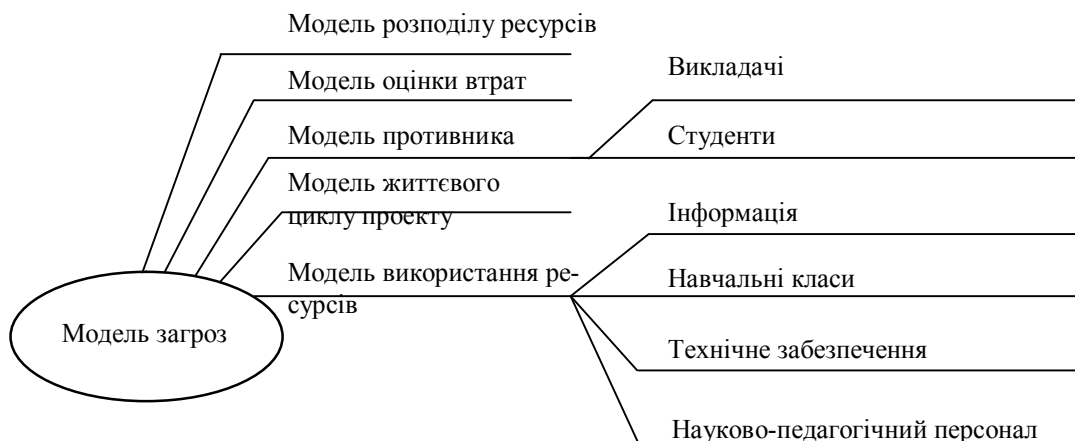 Модель розподілу ресурсів
Модель оцінки втрат
Модель противника
Модель життєвого
циклу проекту
Модель використання ре-
сурсів
Модель загроз
Викладачі
Студенти
Інформація
Навчальні класи
Технічне забезпечення
Науково-педагогічний персонал